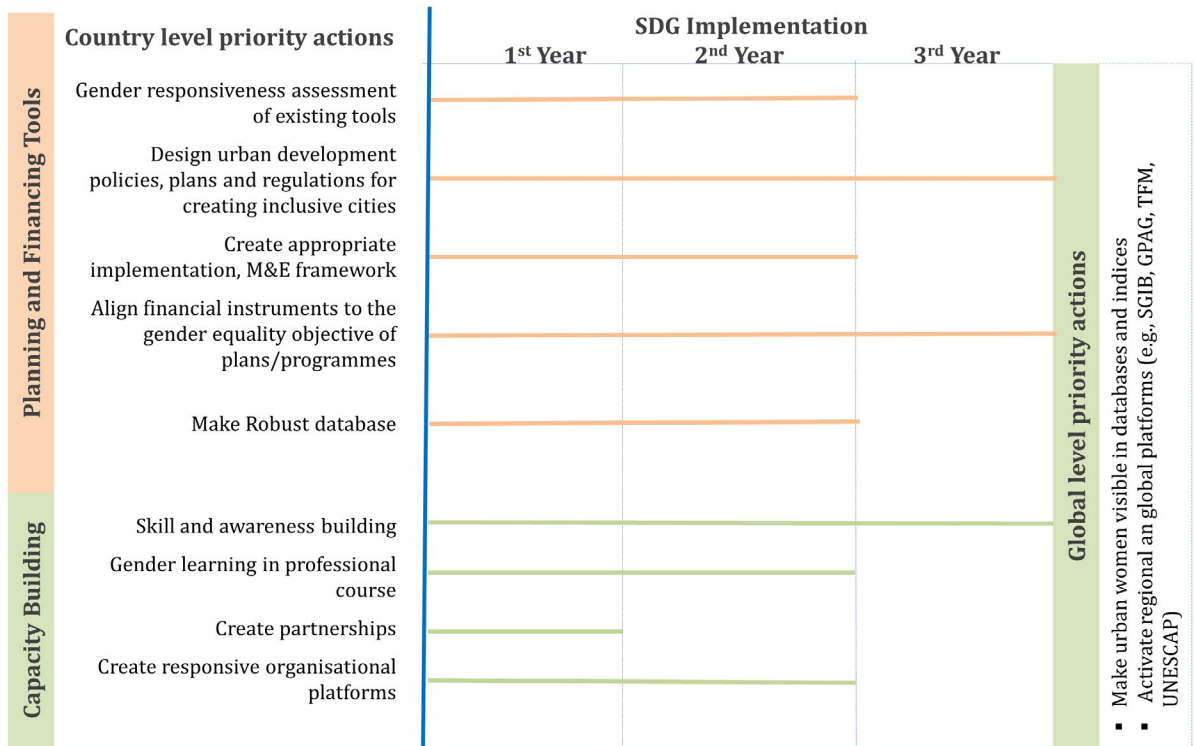 Country level priority actions
SDG Implementation
1st Year
2nd Year
3rd Year
Planning and Financing Tools
Gender responsiveness assessment
of existing tools
Design urban development
policies, plans and regulations for
creating inclusive cities
Create appropriate
implementation, M&E framework
Align financial instruments to the
gender equality objective of
plans/programmes
Make Robust database
Capacity Building
Skill and awareness building
Gender learning in professional
course
Create partnerships
Create responsive organisational
platforms
Global level priority actions
▪ Make urban women visible in databases and indices
▪ Activate regional an global platforms (e.g., SGIB, GPAG, TFM,
UNESCAP)